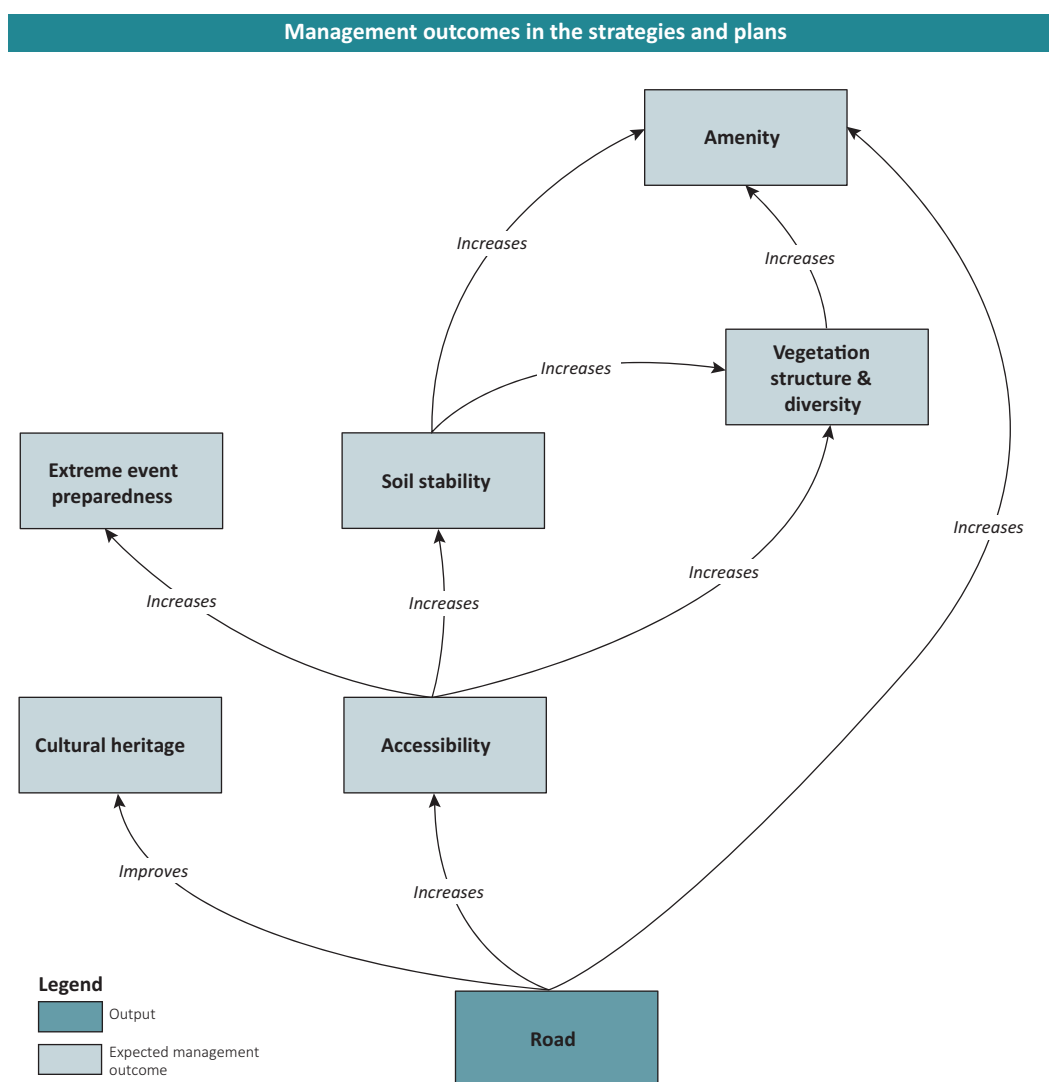 Management outcomes in the strategies and plans
Amenity
Increases
Increases
Vegetation
structure &
diversity
Increases
Extreme event
preparedness
Soil stability
Increases
Increases
Increases
Increases
Cultural heritage
Accessibility
Improves
Increases
Legend
Output
Expected management
outcome
Road